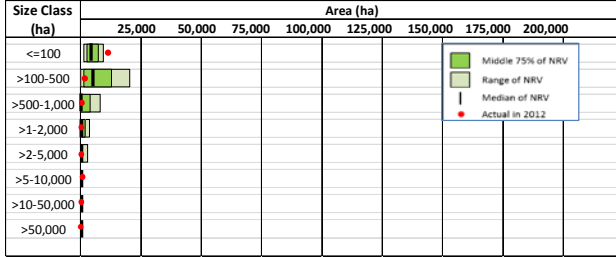 Size Class Area (ha)
(ha) 25,000 50,000 75,000 100,000 125,000 150,000 175,000 200,000
<=100
>100-500
>500-1,000
>1-2,000
>2-5,000
>5-10,000
>10-50,000
>50,000
Middle 75% of NRV
Range of NRV
Median of NRV
Actual in 2012